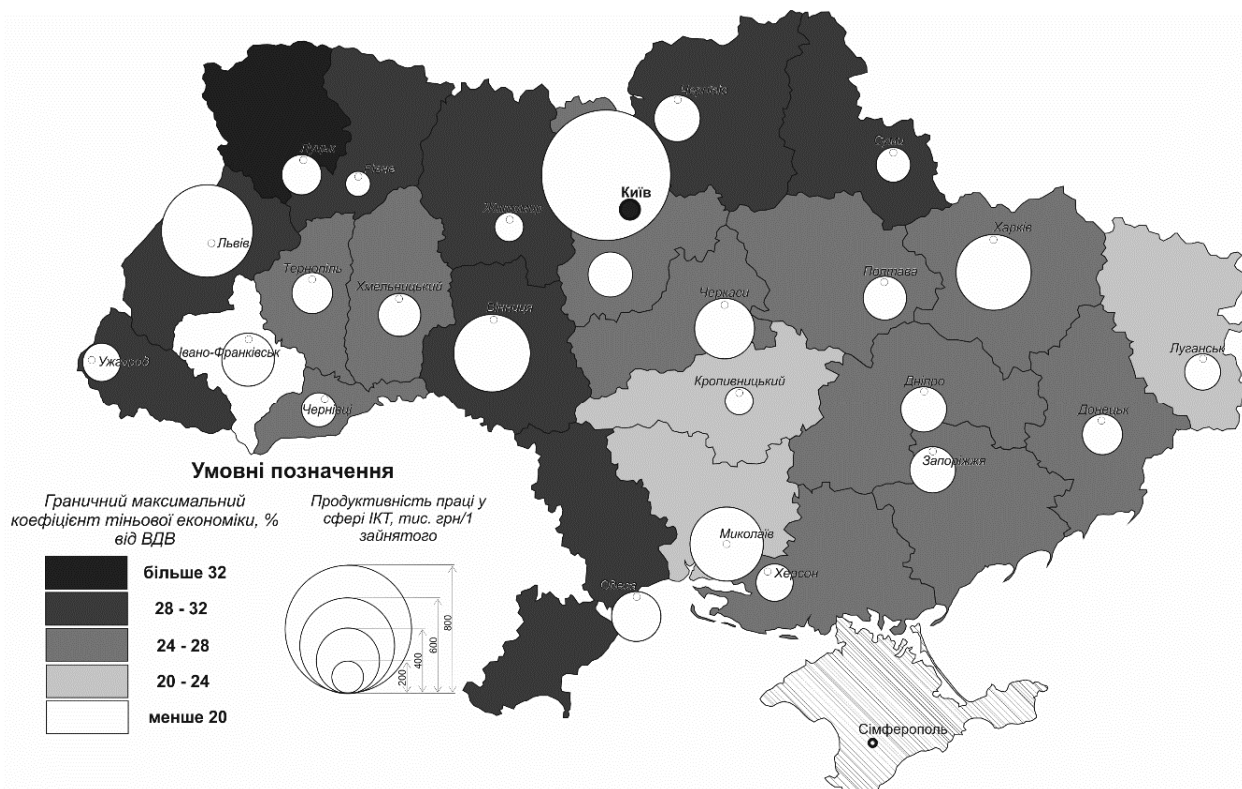 Чернігів
Суми
Луцьк
Рівне
Київ
Житомир
Львів
Харків
Тернопіль
Хмельницький
Полтава
Черкаси
Вінниця
Ужгород
Івано-Франківськ
Луганськ
Кропивницький
Дніпро
Чернівці
Донецьк
Запоріжжя
Миколаїв
Херсон
Одеса
Сімферополь
Умовні позначення
Граничний максимальний
коефіцієнт тіньової економіки, %
від ВДВ
більше 32
28 - 32
24 - 28
20 - 24
менше 20
Продуктивність праці у
сфері ІКТ, тис. грн/1
зайнятого
200
400
600
800